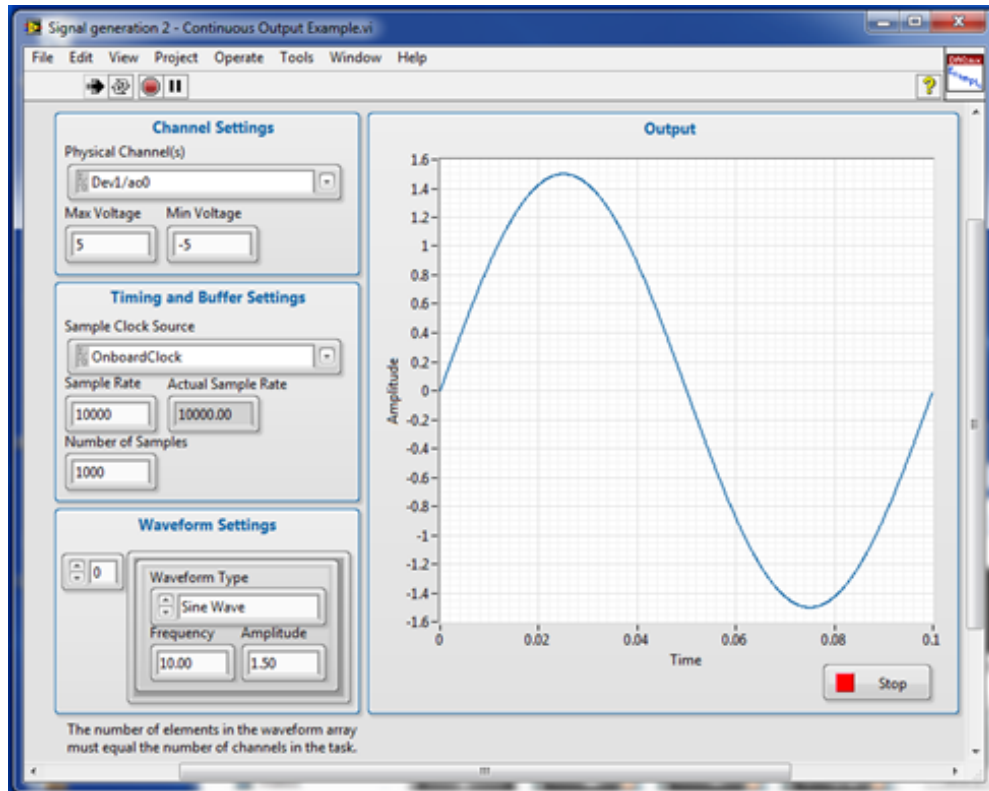 Signal generation 2 - Continuous Output Example.vi
File Edit View Project Operate Tools Window Help
Channel Settings
Physical Channel(s)
Dev1/ao0
Max Voltage Min Voltage
5 -5
Timing and Buffer Settings
Sample Clock Source
OnboardClock
Sample Rate Actual Sample Rate
10000 10000.00
Number of Samples
1000
Waveform Settings
0
Waveform Type
Sine Wave
Frequency Amplitude
10.00 1.50
The number of elements in the waveform array
must equal the number of channels in the task.
Output
1.6
1.4
1.2
1
0.8
0.6
0.4
0.2
0
-0.2
-0.4
-0.6
-0.8
-1
-1.2
-1.4
-1.6
Amplitude
0 0.02 0.04 0.06 0.08 0.1
Time
Stop